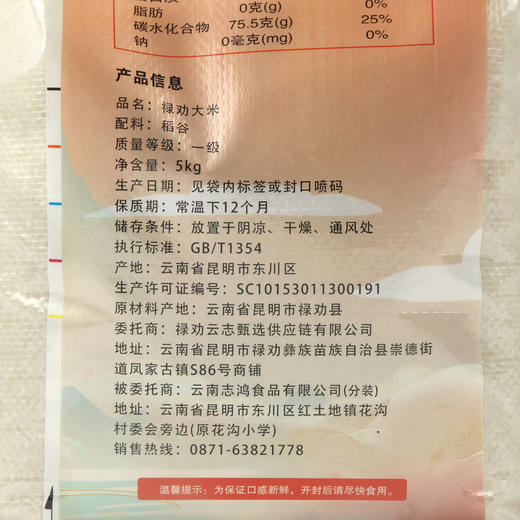 脂肪 0克(g) 0%
碳水化合物 75.5克(g) 25%
钠 0毫克(mg) 0%
产品信息
品名：禄劝大米
配料：稻谷
质量等级：一级
净含量：5kg
生产日期：见袋内标签或封口喷码
保质期：常温下12个月
储存条件：放置于阴凉、干燥、通风处
执行标准：GB/T1354
产地：云南省昆明市东川区
生产许可证编号：SC10153011300191
原材料产地：云南省昆明市禄劝县
委托商：禄劝云志甄选供应链有限公司
地址：云南省昆明市禄劝彝族苗族自治县崇德街
道凤家古镇S86号商铺
被委托商：云南志鸿食品有限公司(分装)
地址：云南省昆明市东川区红土地镇花沟
村委会旁边(原花沟小学)
销售热线：0871-63821778
温馨提示：为保证口感新鲜，开封后请尽快食用。